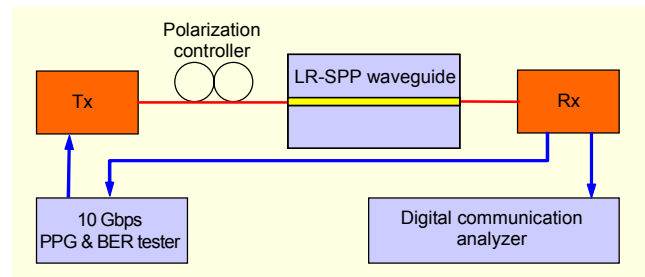 Polarization
controller
LR-SPP waveguide
Tx
Rx
10 Gbps
PPG & BER tester
Digital communication
analyzer